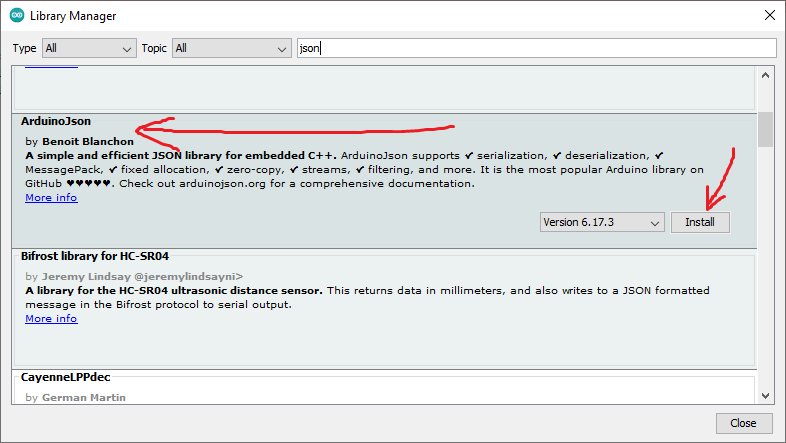 Library Manager
Type All Topic All json
ArduinoJson
by Benoit Blanchon
A simple and efficient JSON library for embedded C++. ArduinoJson supports ✔ serialization, ✔ deserialization, ✔
MessagePack, ✔ fixed allocation, ✔ zero-copy, ✔ streams, ✔ filtering, and more. It is the most popular Arduino library on
GitHub ♥♥♥♥♥. Check out arduinojson.org for a comprehensive documentation.
More info
Version 6.17.3 Install
Bifrost library for HC-SR04
by Jeremy Lindsay @jeremylindsayni>
A library for the HC-SR04 ultrasonic distance sensor. This returns data in millimeters, and also writes to a JSON formatted
message in the Bifrost protocol to serial output.
More info
CayenneLPPdec
by German Martin
Close